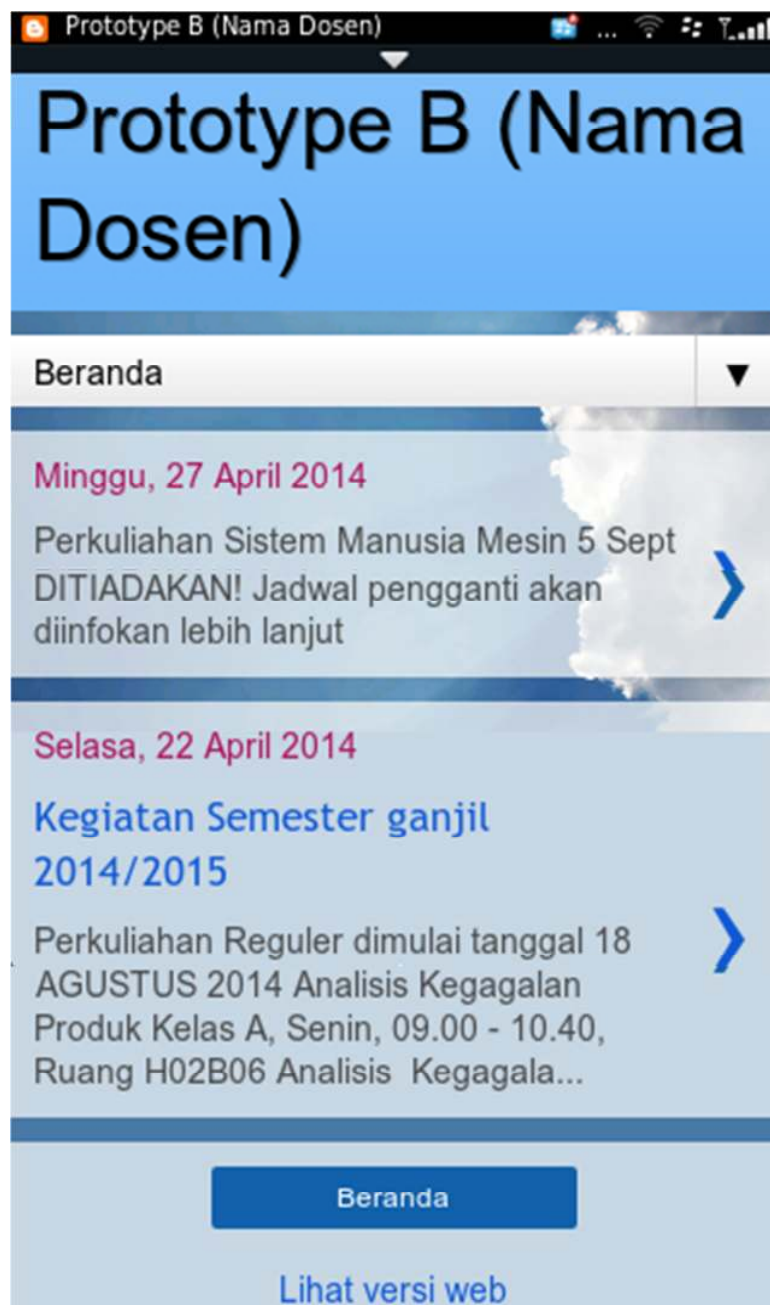 Prototype B (Nama Dosen)
Prototype B (Nama
Dosen)
Beranda
Minggu, 27 April 2014
Perkuliahan Sistem Manusia Mesin 5 Sept
DITIADAKAN! Jadwal pengganti akan
diinfokan lebih lanjut
Selasa, 22 April 2014
Kegiatan Semester ganjil
2014/2015
Perkuliahan Reguler dimulai tanggal 18
AGUSTUS 2014 Analisis Kegagalan
Produk Kelas A, Senin, 09.00 - 10.40,
Ruang H02B06 Analisis  Kegagala...
Beranda
Lihat versi web